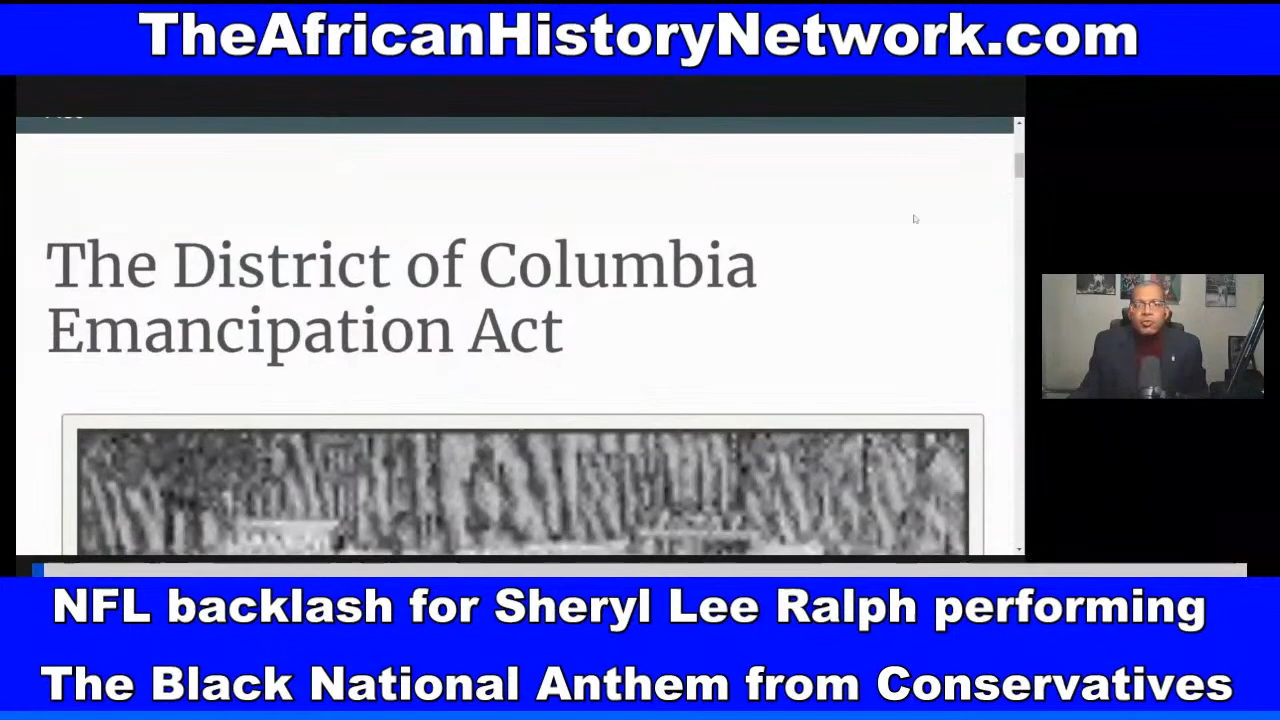 TheAfricanHistoryNetwork.com
The District of Columbia
Emancipation Act
NFL backlash for Sheryl Lee Ralph performing
The Black National Anthem from Conservatives